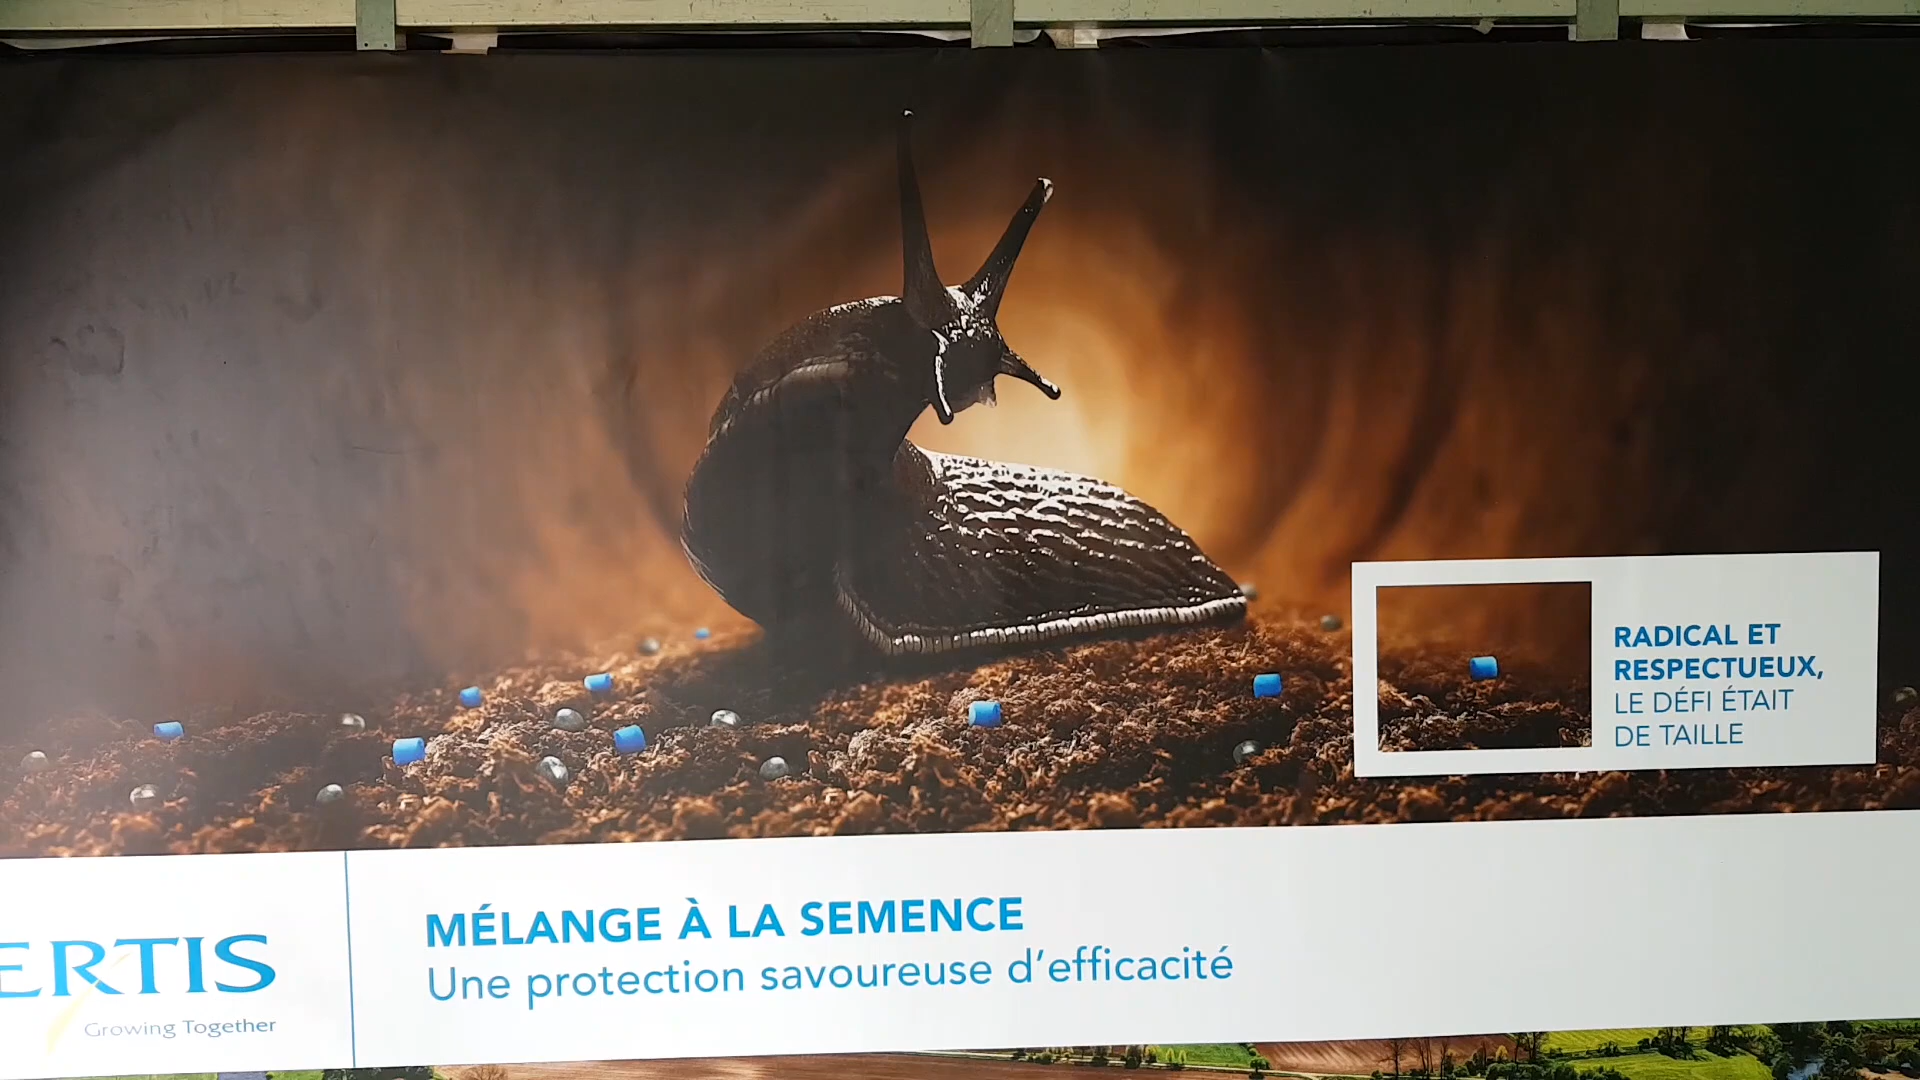 RADICAL ET
RESPECTUEUX,
LE DÉFI ÉTAIT
DE TAILLE
MÉLANGE À LA SEMENCE
Une protection savoureuse d'efficacité
ERTIS
Growing Together